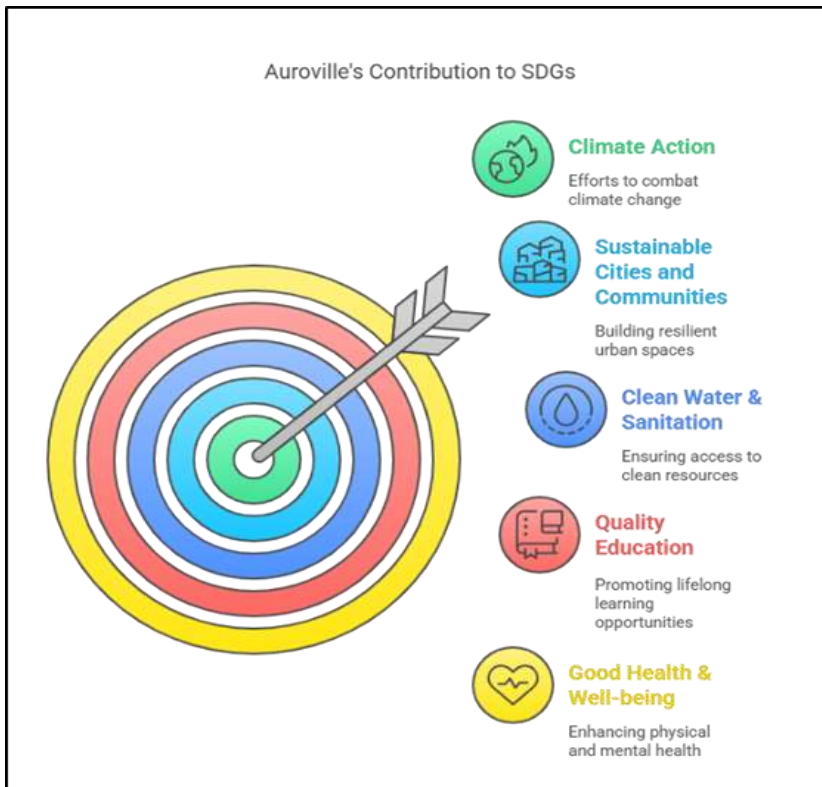 Auroville's Contribution to SDGs
Climate Action
Efforts to combat
climate change
Sustainable
Cities and
Communities
Building resilient
urban spaces
Clean Water &
Sanitation
Ensuring access to
clean resources
Quality
Education
Promoting lifelong
learning
opportunities
Good Health &
Well-being
Enhancing physical
and mental health